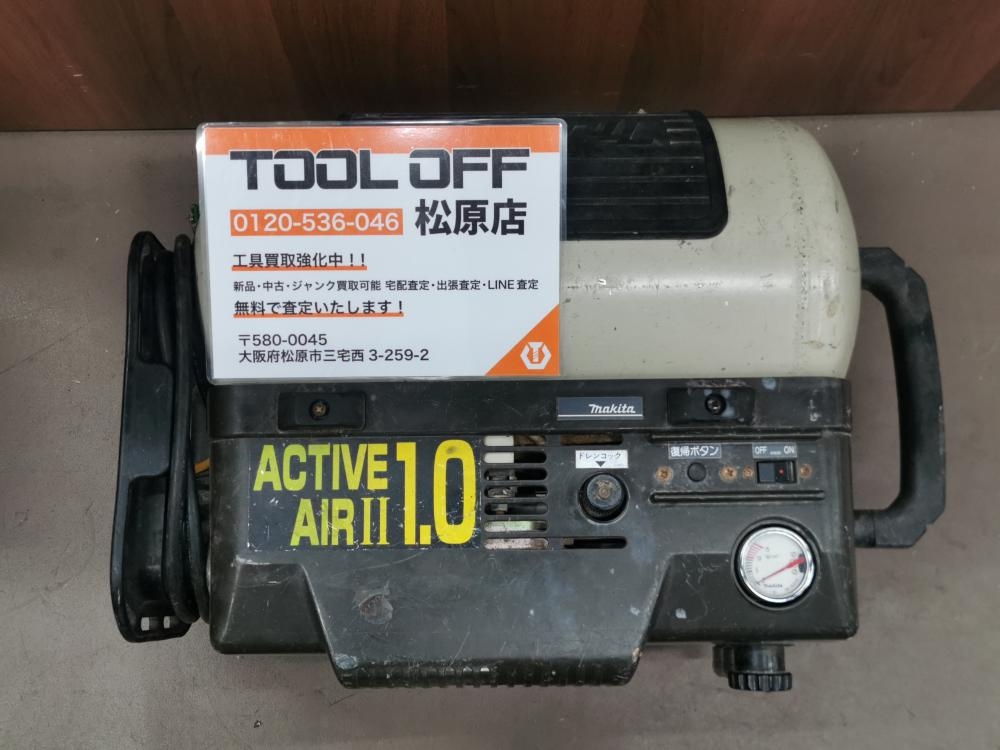 TOOL OFF
0120-536-046 松原店
工具買取強化中!!
新品・中古・ジャンク買取可能 宅配査定・出張査定・LINE査定
無料で査定いたします!
〒580-0045
大阪府松原市三宅西 3-259-2
makita
ACTIVE
AIRII 1.0
ドレンコック
復帰ボタン
OFF
ON
makita